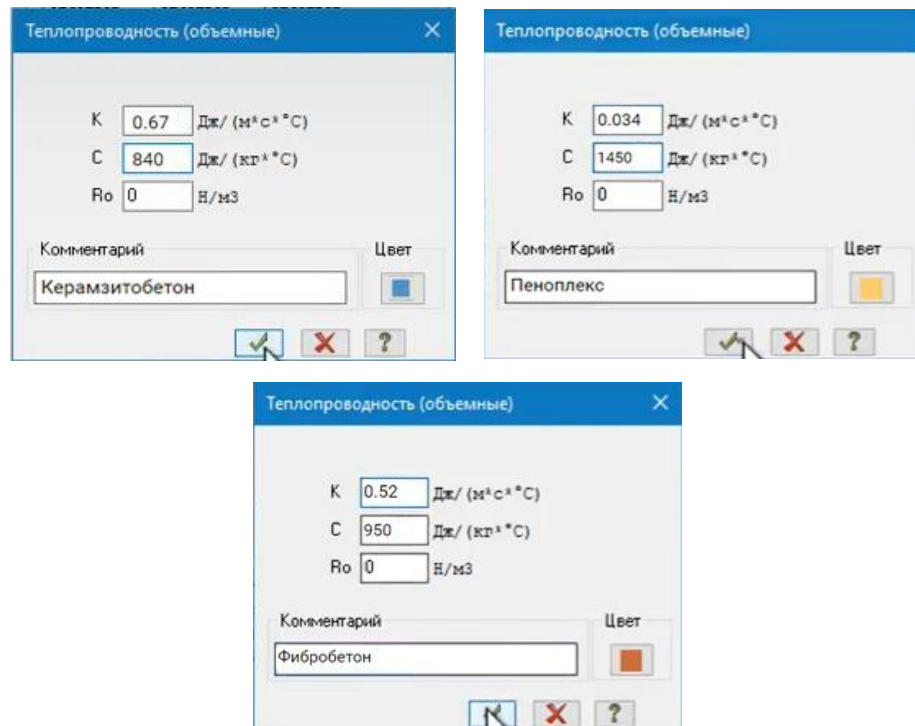 Теплопроводность (объемные)
K 0.67 Дж/(м*с*°C)
C 840 Дж/(кг*°C)
Ro 0 Н/м3
Комментарий Цвет
Керамзитобетон
?
Теплопроводность (объемные)
K 0.034 Дж/(м*с*°C)
C 1450 Дж/(кг*°C)
Ro 0 Н/м3
Комментарий Цвет
Пеноплекс
?
Теплопроводность (объемные)
K 0.52 Дж/(м*с*°C)
C 950 Дж/(кг*°C)
Ro 0 Н/м3
Комментарий Цвет
Фибробетон
?